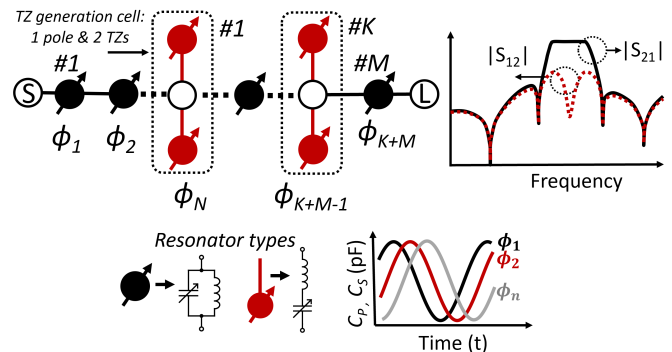 TZ generation cell:
1 pole & 2 TZs
#1
#1
#K
#M
S
L
ϕ1
ϕ2
ϕN
ϕK+M-1
ϕK+M
|S12|
|S21|
Frequency
Resonator types
CP, CS (pF)
ϕ1
ϕ2
ϕn
Time (t)